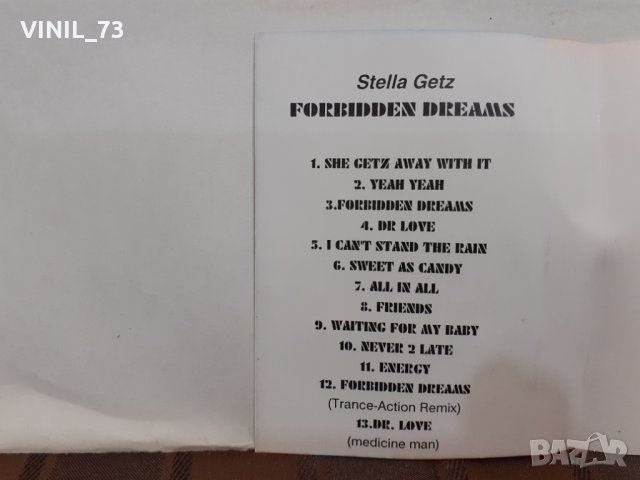 VINIL_73
Stella Getz
FORBIDDEN DREAMS
1. SHE GETZ AWAY WITH IT
2. YEAH YEAH
3.FORBIDDEN DREAMS
4. DR LOVE
5. I CAN'T STAND THE RAIN
6. SWEET AS CANDY
7. ALL IN ALL
8. FRIENDS
9. WAITING FOR MY BABY
10. NEVER 2 LATE
11. ENERGY
12. FORBIDDEN DREAMS
(Trance-Action Remix)
13.DR. LOVE
(medicine man)
BAZAR